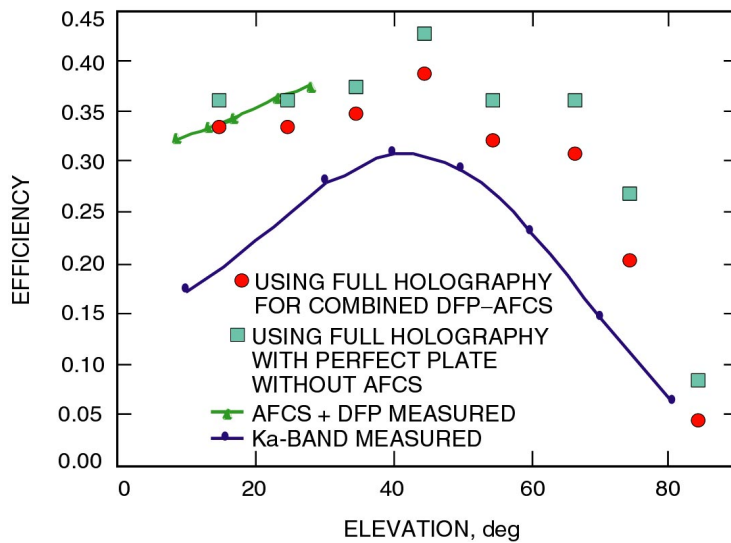 0.45
0.40
0.35
0.30
0.25
0.20
0.15
0.10
0.05
0.00
EFFICIENCY
USING FULL HOLOGRAPHY
FOR COMBINED DFP–AFCS
USING FULL HOLOGRAPHY
WITH PERFECT PLATE
WITHOUT AFCS
AFCS + DFP MEASURED
Ka-BAND MEASURED
0 20 40 60 80
ELEVATION, deg